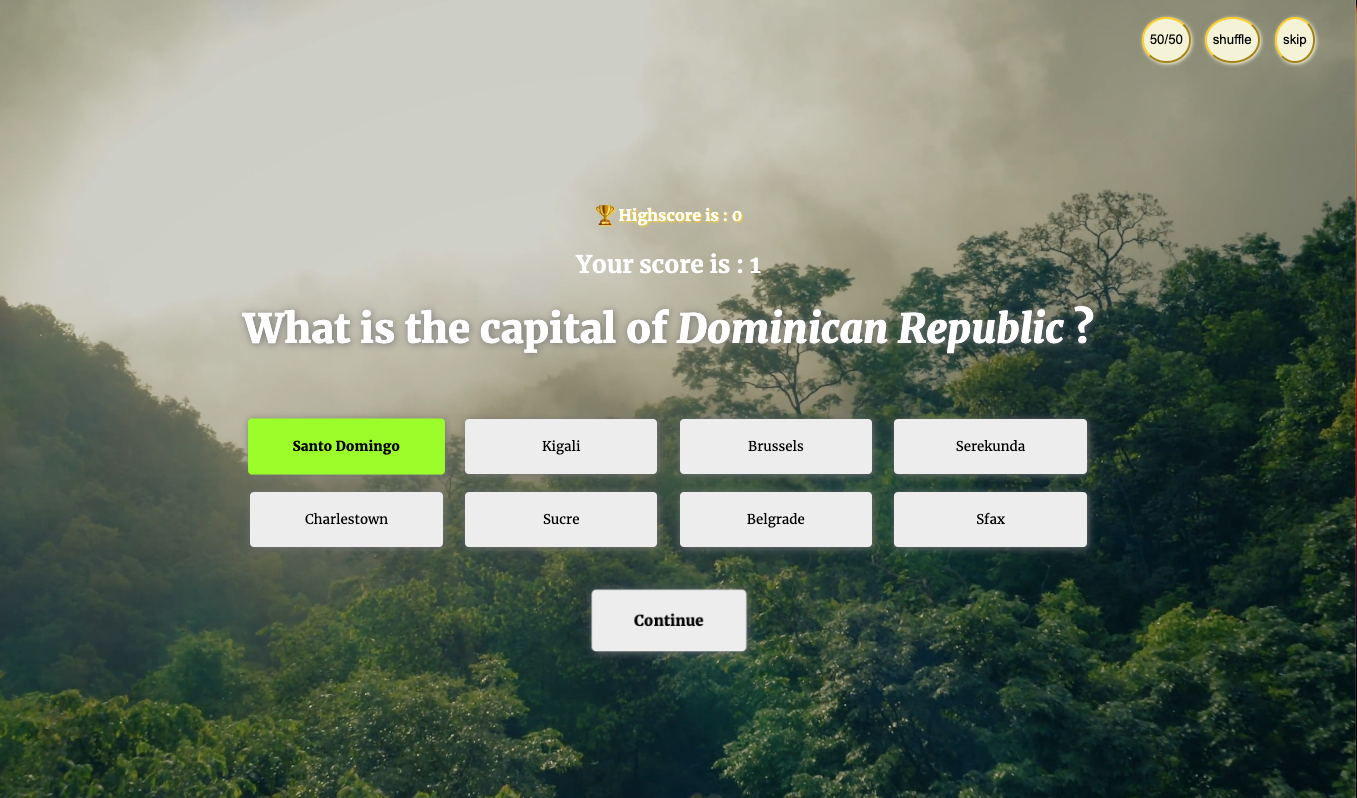 50/50 shuffle skip
🏆 Highscore is : 0
Your score is : 1
What is the capital of Dominican Republic ?
Santo Domingo Kigali Brussels Serekunda
Charlestown Sucre Belgrade Sfax
Continue